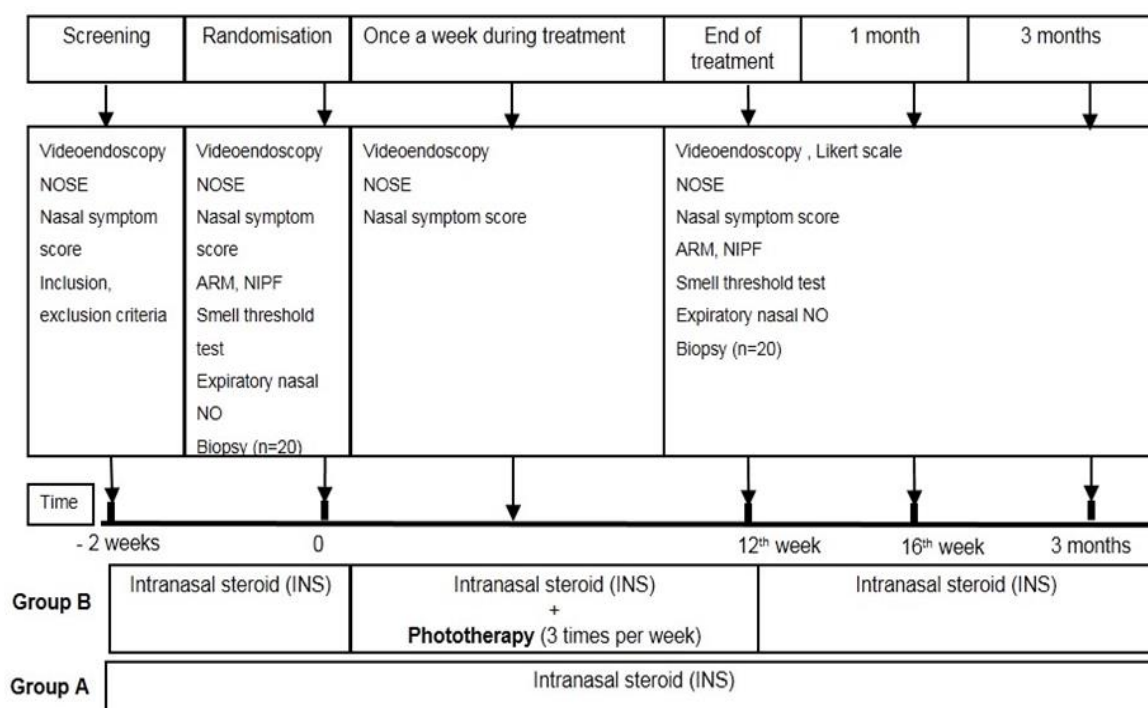 Screening
Randomisation
Once a week during treatment
End of
treatment
1 month
3 months
Videoendoscopy
NOSE
Nasal symptom
score
Inclusion,
exclusion criteria
Videoendoscopy
NOSE
Nasal symptom
score
ARM, NIPF
Smell threshold
test
Expiratory nasal
NO
Biopsy (n=20)
Videoendoscopy
NOSE
Nasal symptom score
Videoendoscopy , Likert scale
NOSE
Nasal symptom score
ARM, NIPF
Smell threshold test
Expiratory nasal NO
Biopsy (n=20)
Time
- 2 weeks
0
12th week
16th week
3 months
Group B
Intranasal steroid (INS)
Intranasal steroid (INS)
+
Phototherapy (3 times per week)
Intranasal steroid (INS)
Group A
Intranasal steroid (INS)